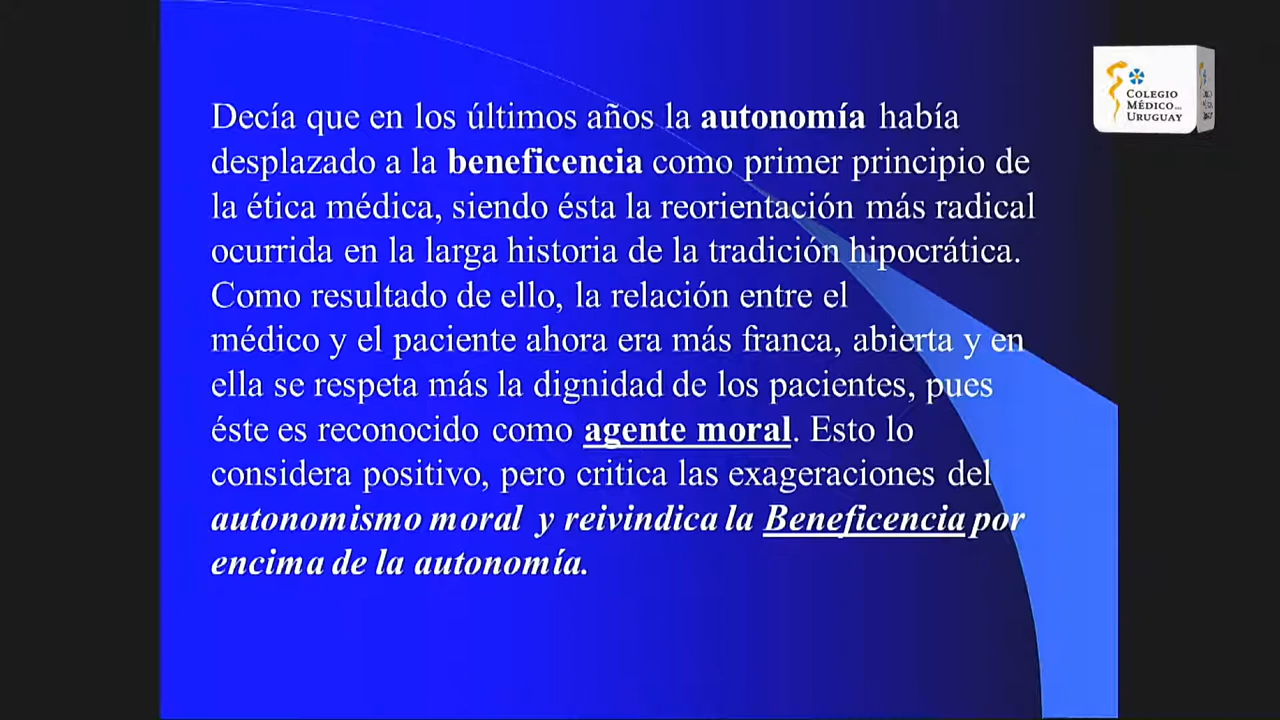 Decía que en los últimos años la autonomía había
desplazado a la beneficencia como primer principio de
la ética médica, siendo ésta la reorientación más radical
ocurrida en la larga historia de la tradición hipocrática.
Como resultado de ello, la relación entre el
médico y el paciente ahora era más franca, abierta y en
ella se respeta más la dignidad de los pacientes, pues
éste es reconocido como agente moral. Esto lo
considera positivo, pero critica las exageraciones del
autonomismo moral y reivindica la Beneficencia por
encima de la autonomía.
COLEGIO
MÉDICO
URUGUAY